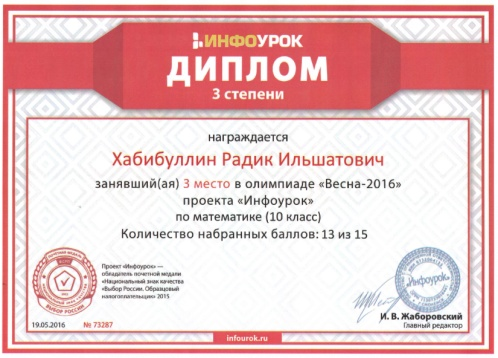 ИНФОУРОК
ДИПЛОМ
3 степени
награждается
Хабибуллин Радик Ильшатович
занявший(ая) 3 место в олимпиаде «Весна-2016»
проекта «Инфоурок»
по математике (10 класс)
Количество набранных баллов: 13 из 15
Проект «Инфоурок» —
обладатель почетной медали
«Национальный знак качества
«Выбор России. Образцовый
налогоплательщик» 2015
ВЫБОР РОССИИ
«Инфоурок»
И. В. Жаборовский
Главный редактор
19.05.2016 № 73287
infourok.ru